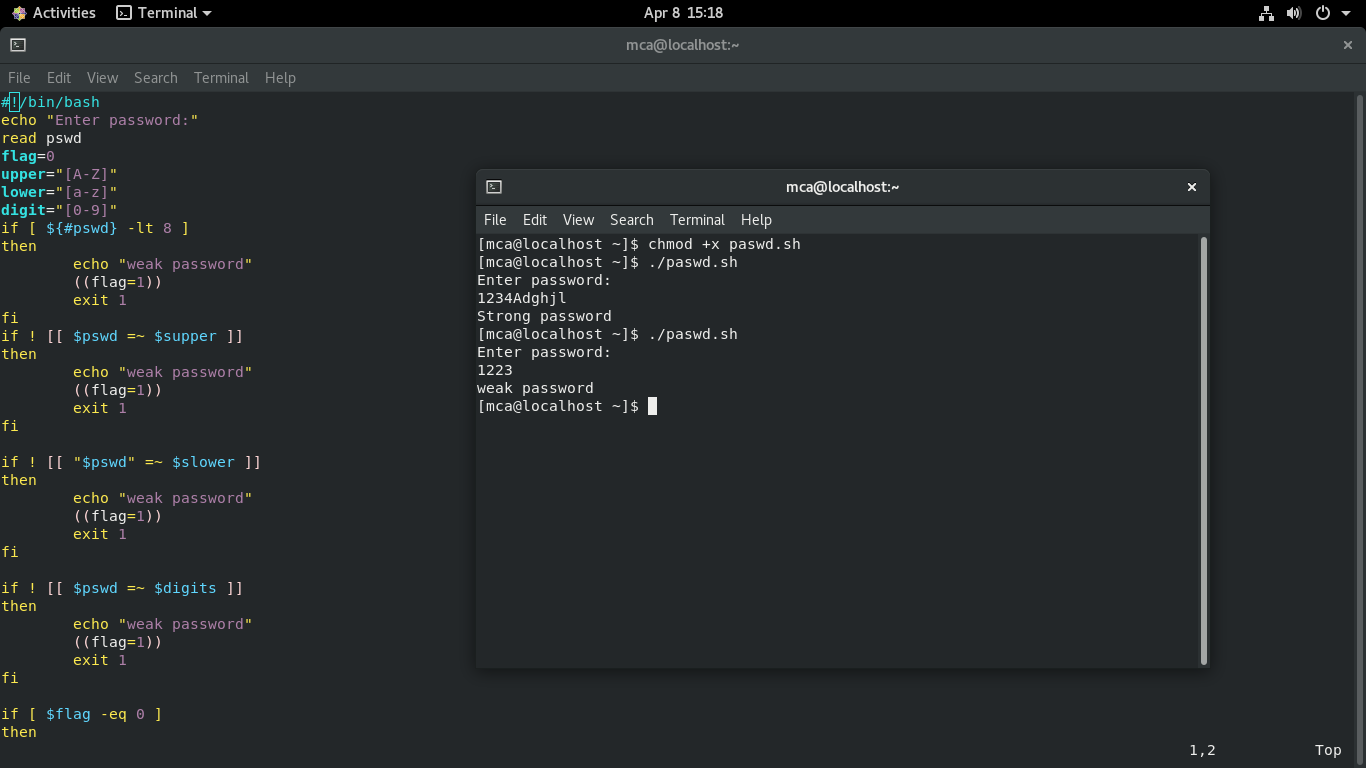 Activities Terminal Apr 8 15:18
mca@localhost:~
File Edit View Search Terminal Help
#!/bin/bash
echo "Enter password:"
read pswd
flag=0
upper="[A-Z]"
lower="[a-z]"
digit="[0-9]"
if [ ${#pswd} -lt 8 ]
then
        echo "weak password"
        ((flag=1))
        exit 1
fi
if ! [[ $pswd =~ $supper ]]
then
        echo "weak password"
        ((flag=1))
        exit 1
fi

if ! [[ "$pswd" =~ $slower ]]
then
        echo "weak password"
        ((flag=1))
        exit 1
fi

if ! [[ $pswd =~ $digits ]]
then
        echo "weak password"
        ((flag=1))
        exit 1
fi

if [ $flag -eq 0 ]
then
1,2 Top
mca@localhost:~
File Edit View Search Terminal Help
[mca@localhost ~]$ chmod +x paswd.sh
[mca@localhost ~]$ ./paswd.sh
Enter password:
1234Adghjl
Strong password
[mca@localhost ~]$ ./paswd.sh
Enter password:
1223
weak password
[mca@localhost ~]$